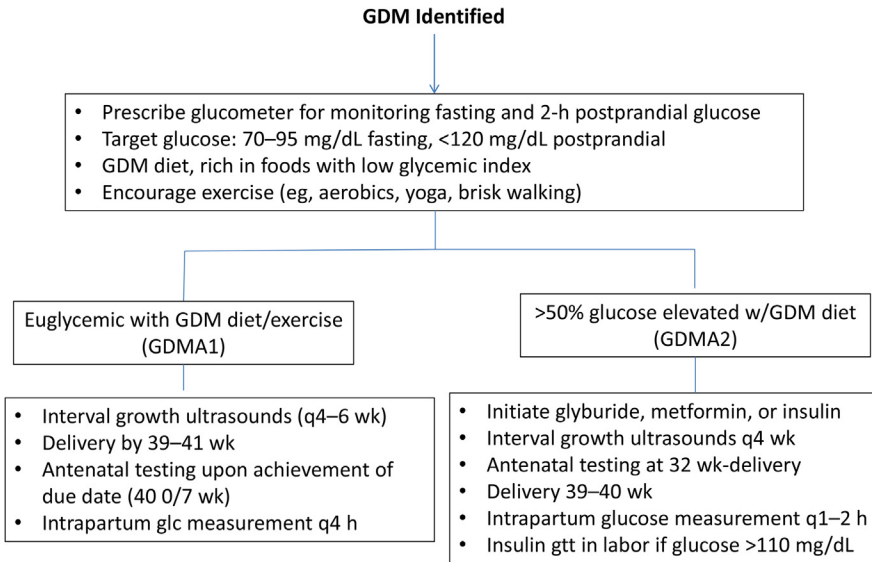 GDM Identified
• Prescribe glucometer for monitoring fasting and 2-h postprandial glucose
• Target glucose: 70–95 mg/dL fasting, <120 mg/dL postprandial
• GDM diet, rich in foods with low glycemic index
• Encourage exercise (eg, aerobics, yoga, brisk walking)
Euglycemic with GDM diet/exercise
(GDMA1)
• Interval growth ultrasounds (q4–6 wk)
• Delivery by 39–41 wk
• Antenatal testing upon achievement of
due date (40 0/7 wk)
• Intrapartum glc measurement q4 h
>50% glucose elevated w/GDM diet
(GDMA2)
• Initiate glyburide, metformin, or insulin
• Interval growth ultrasounds q4 wk
• Antenatal testing at 32 wk-delivery
• Delivery 39–40 wk
• Intrapartum glucose measurement q1–2 h
• Insulin gtt in labor if glucose >110 mg/dL